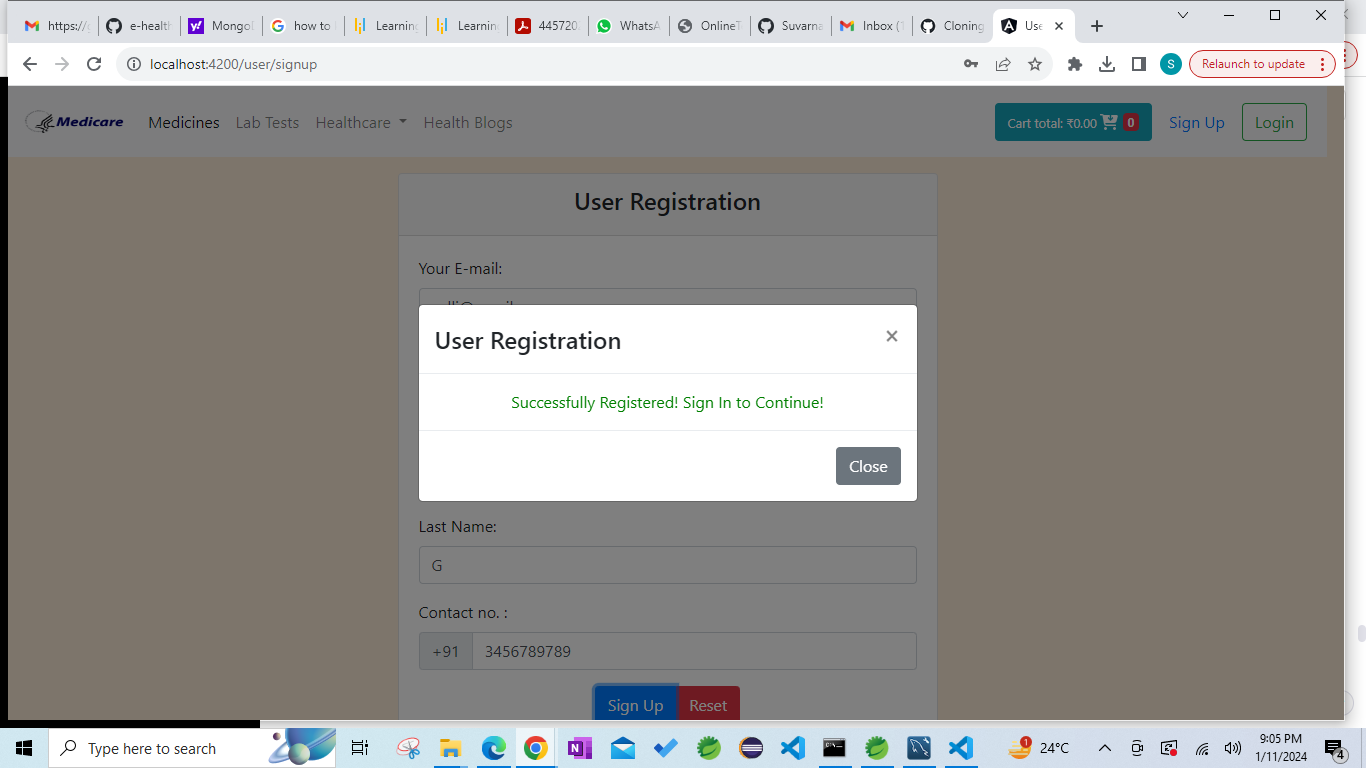 https://g
e-health
MongoD
how to
Learning
Learning
445720
WhatsA
OnlineT
Suvarna
Inbox (1
Cloning
Use
localhost:4200/user/signup
S
Relaunch to update
Medicare
Medicines
Lab Tests
Healthcare
Health Blogs
Cart total: ₹0.00 0
Sign Up
Login
User Registration
Your E-mail:
User Registration
×
Successfully Registered! Sign In to Continue!
Close
Last Name:
G
Contact no. :
+91 3456789789
Sign Up
Reset
Type here to search
1
24°C
9:05 PM
1/11/2024
4